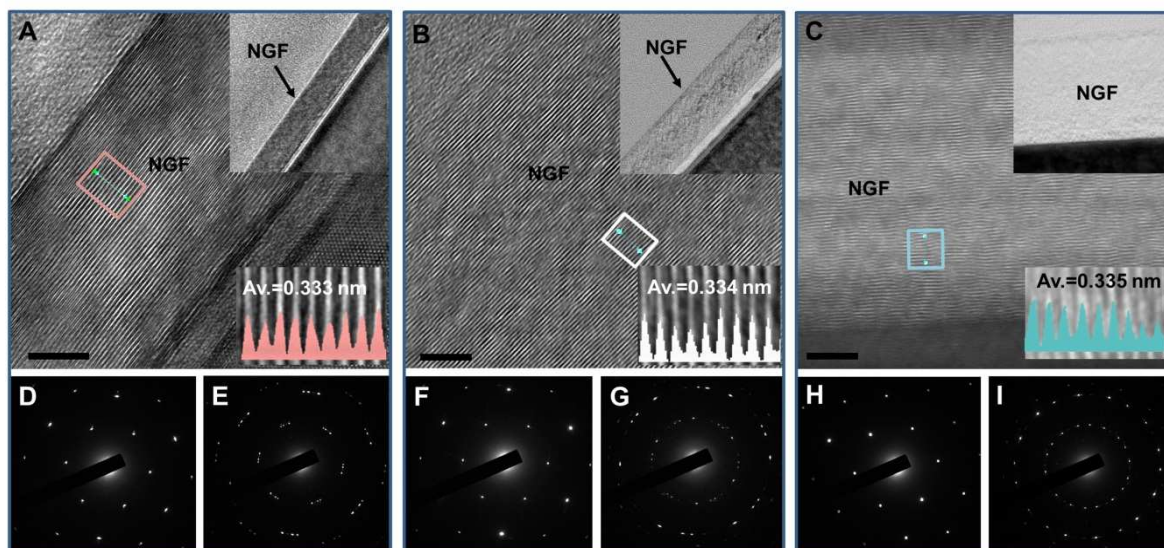 A
NGF
NGF
Av.=0.333 nm
B
NGF
NGF
Av.=0.334 nm
C
NGF
NGF
Av.=0.335 nm
D
E
F
G
H
I